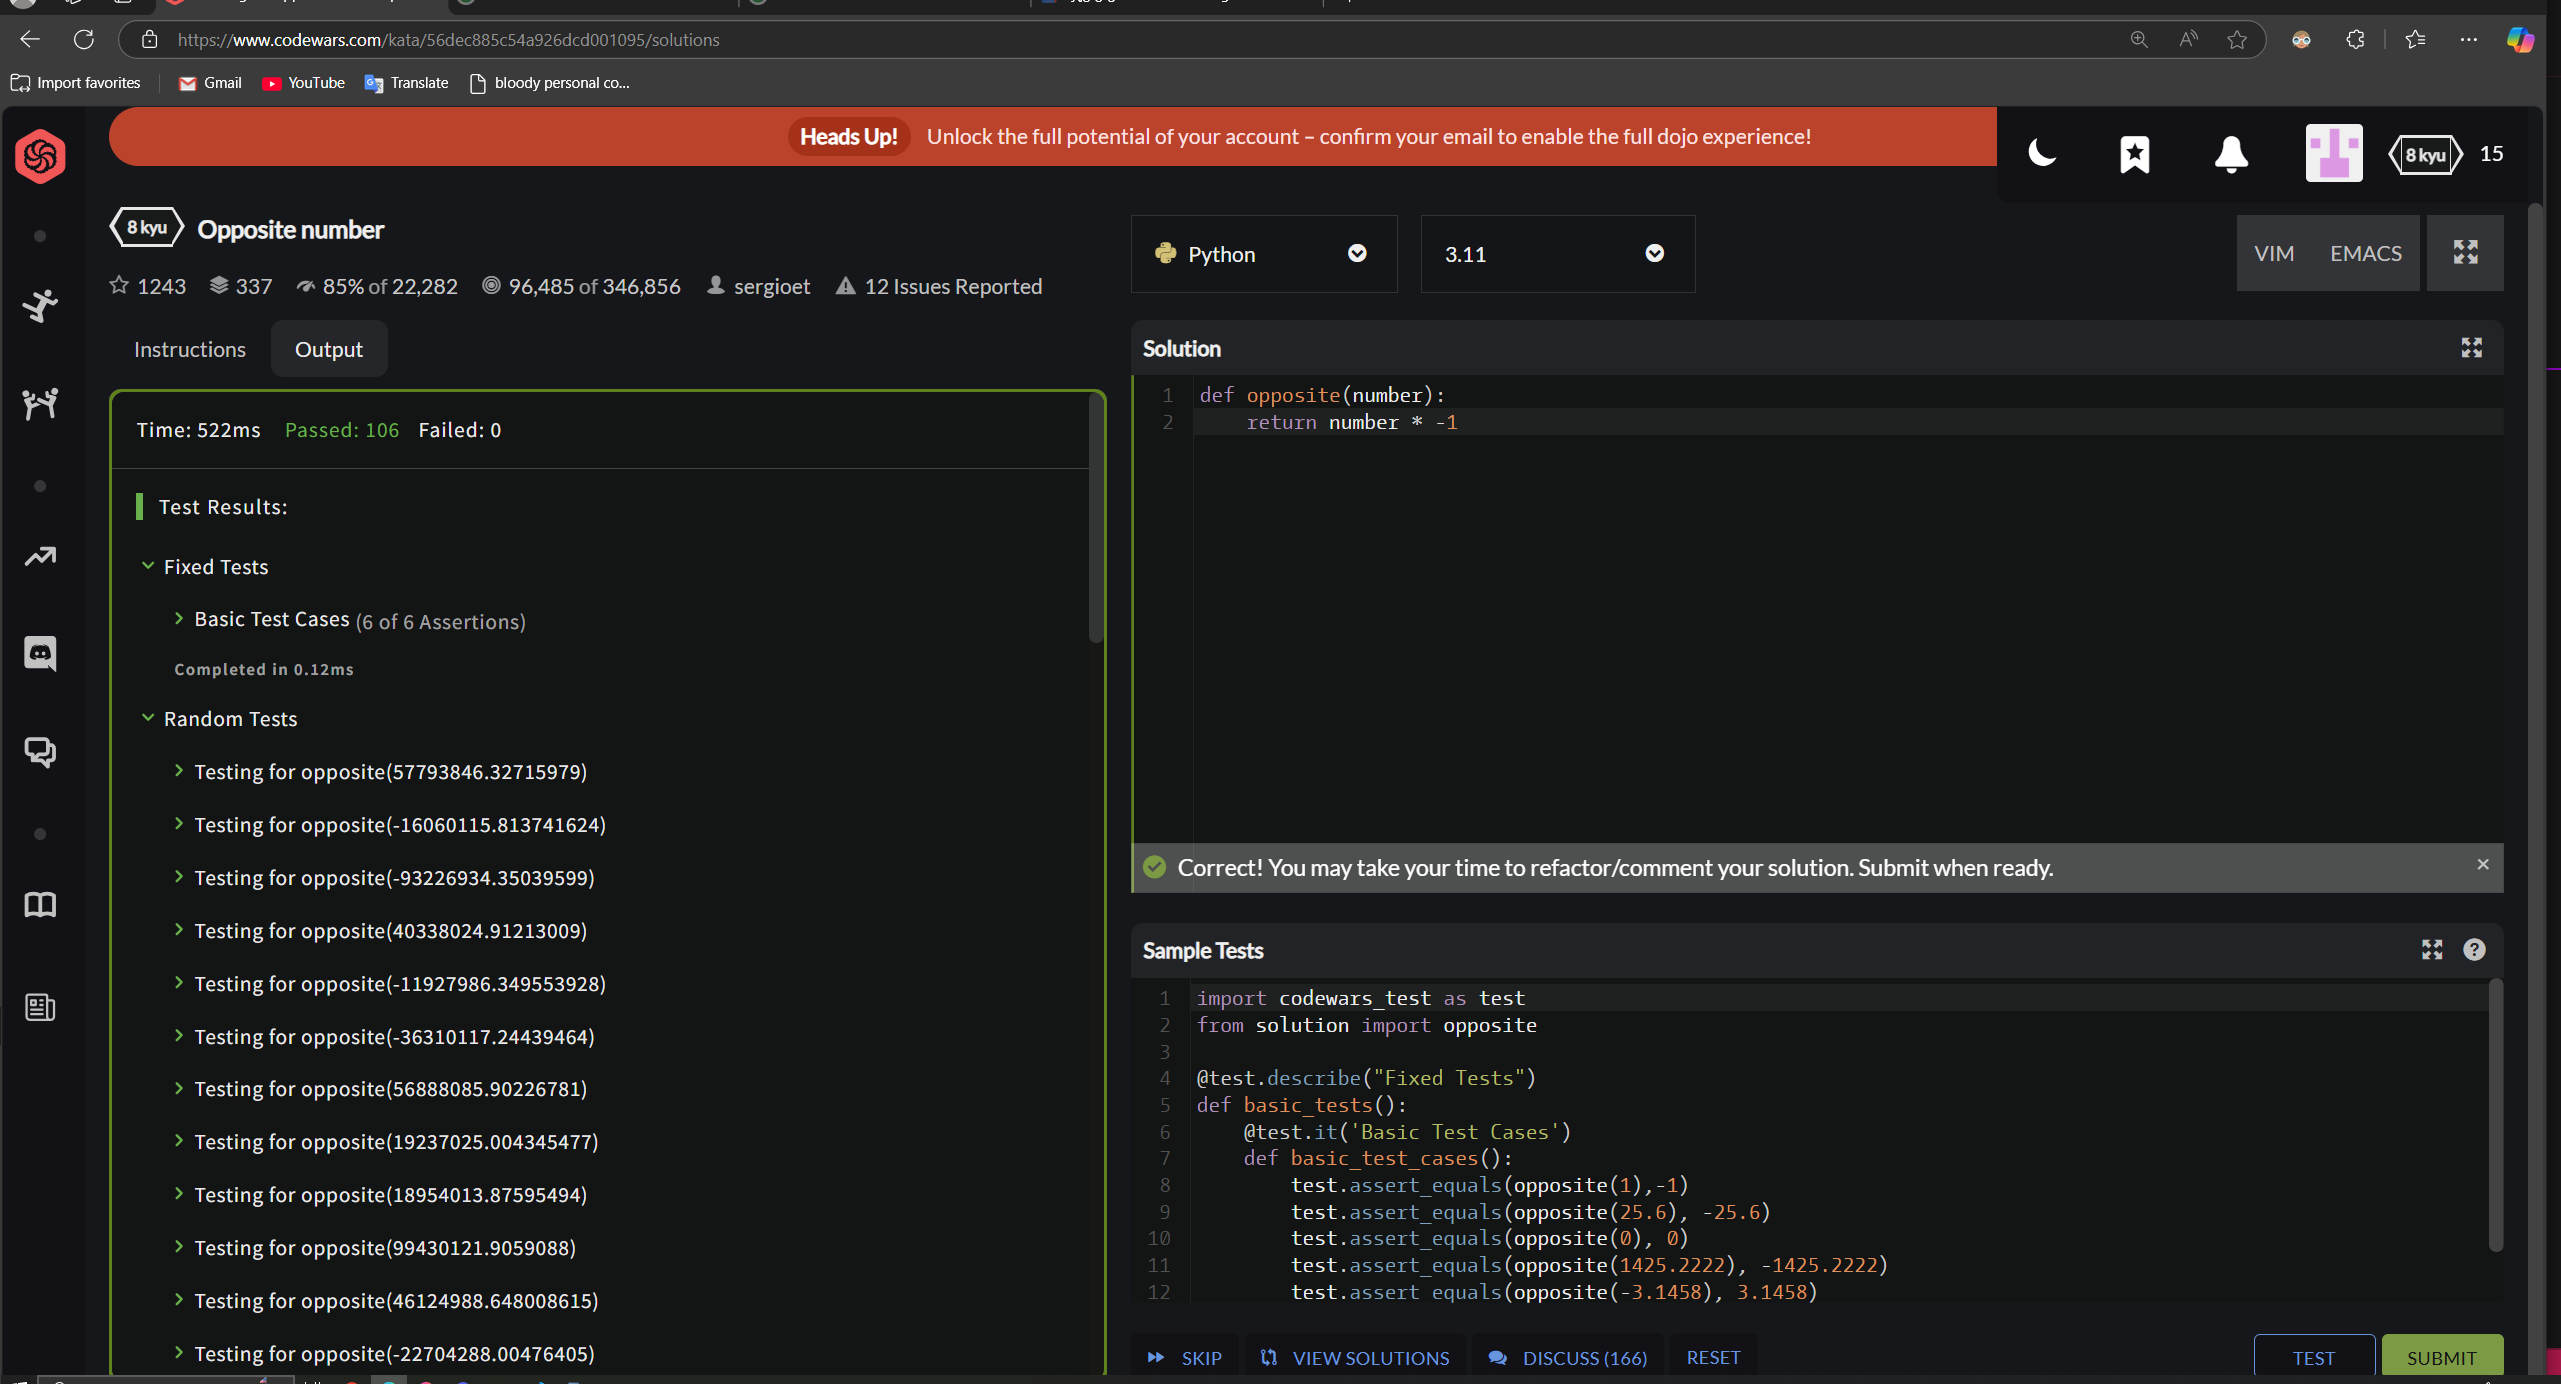 https://www.codewars.com/kata/56dec885c54a926dcd001095/solutions
Import favorites
Gmail
YouTube
Translate
bloody personal co...
Heads Up! Unlock the full potential of your account – confirm your email to enable the full dojo experience!
8 kyu 15
8 kyu Opposite number
1243 337 85% of 22,282 96,485 of 346,856 sergioet 12 Issues Reported
Python
3.11
VIM EMACS
Instructions Output
Time: 522ms Passed: 106 Failed: 0
Test Results:
Fixed Tests
Basic Test Cases (6 of 6 Assertions)
Completed in 0.12ms
Random Tests
Testing for opposite(57793846.32715979)
Testing for opposite(-16060115.813741624)
Testing for opposite(-93226934.35039599)
Testing for opposite(40338024.91213009)
Testing for opposite(-11927986.349553928)
Testing for opposite(-36310117.24439464)
Testing for opposite(56888085.90226781)
Testing for opposite(19237025.004345477)
Testing for opposite(18954013.87595494)
Testing for opposite(99430121.9059088)
Testing for opposite(46124988.648008615)
Testing for opposite(-22704288.00476405)
Solution
1 def opposite(number):
2     return number * -1
Correct! You may take your time to refactor/comment your solution. Submit when ready.
Sample Tests
1 import codewars_test as test
2 from solution import opposite
3
4 @test.describe("Fixed Tests")
5 def basic_tests():
6     @test.it('Basic Test Cases')
7     def basic_test_cases():
8         test.assert_equals(opposite(1),-1)
9         test.assert_equals(opposite(25.6), -25.6)
10         test.assert_equals(opposite(0), 0)
11         test.assert_equals(opposite(1425.2222), -1425.2222)
12         test.assert_equals(opposite(-3.1458), 3.1458)
SKIP VIEW SOLUTIONS DISCUSS (166) RESET TEST SUBMIT